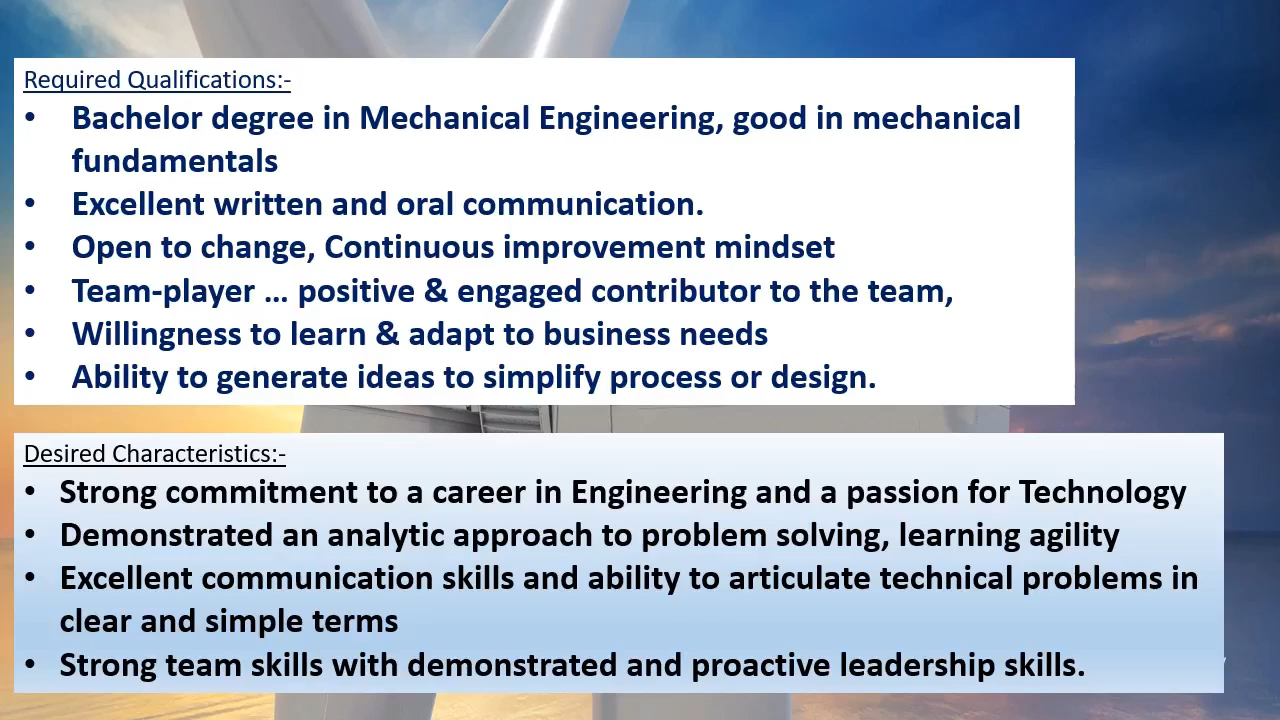 Required Qualifications:-
• Bachelor degree in Mechanical Engineering, good in mechanical
fundamentals
• Excellent written and oral communication.
• Open to change, Continuous improvement mindset
• Team-player … positive & engaged contributor to the team,
• Willingness to learn & adapt to business needs
• Ability to generate ideas to simplify process or design.
Desired Characteristics:-
• Strong commitment to a career in Engineering and a passion for Technology
• Demonstrated an analytic approach to problem solving, learning agility
• Excellent communication skills and ability to articulate technical problems in
clear and simple terms
• Strong team skills with demonstrated and proactive leadership skills.